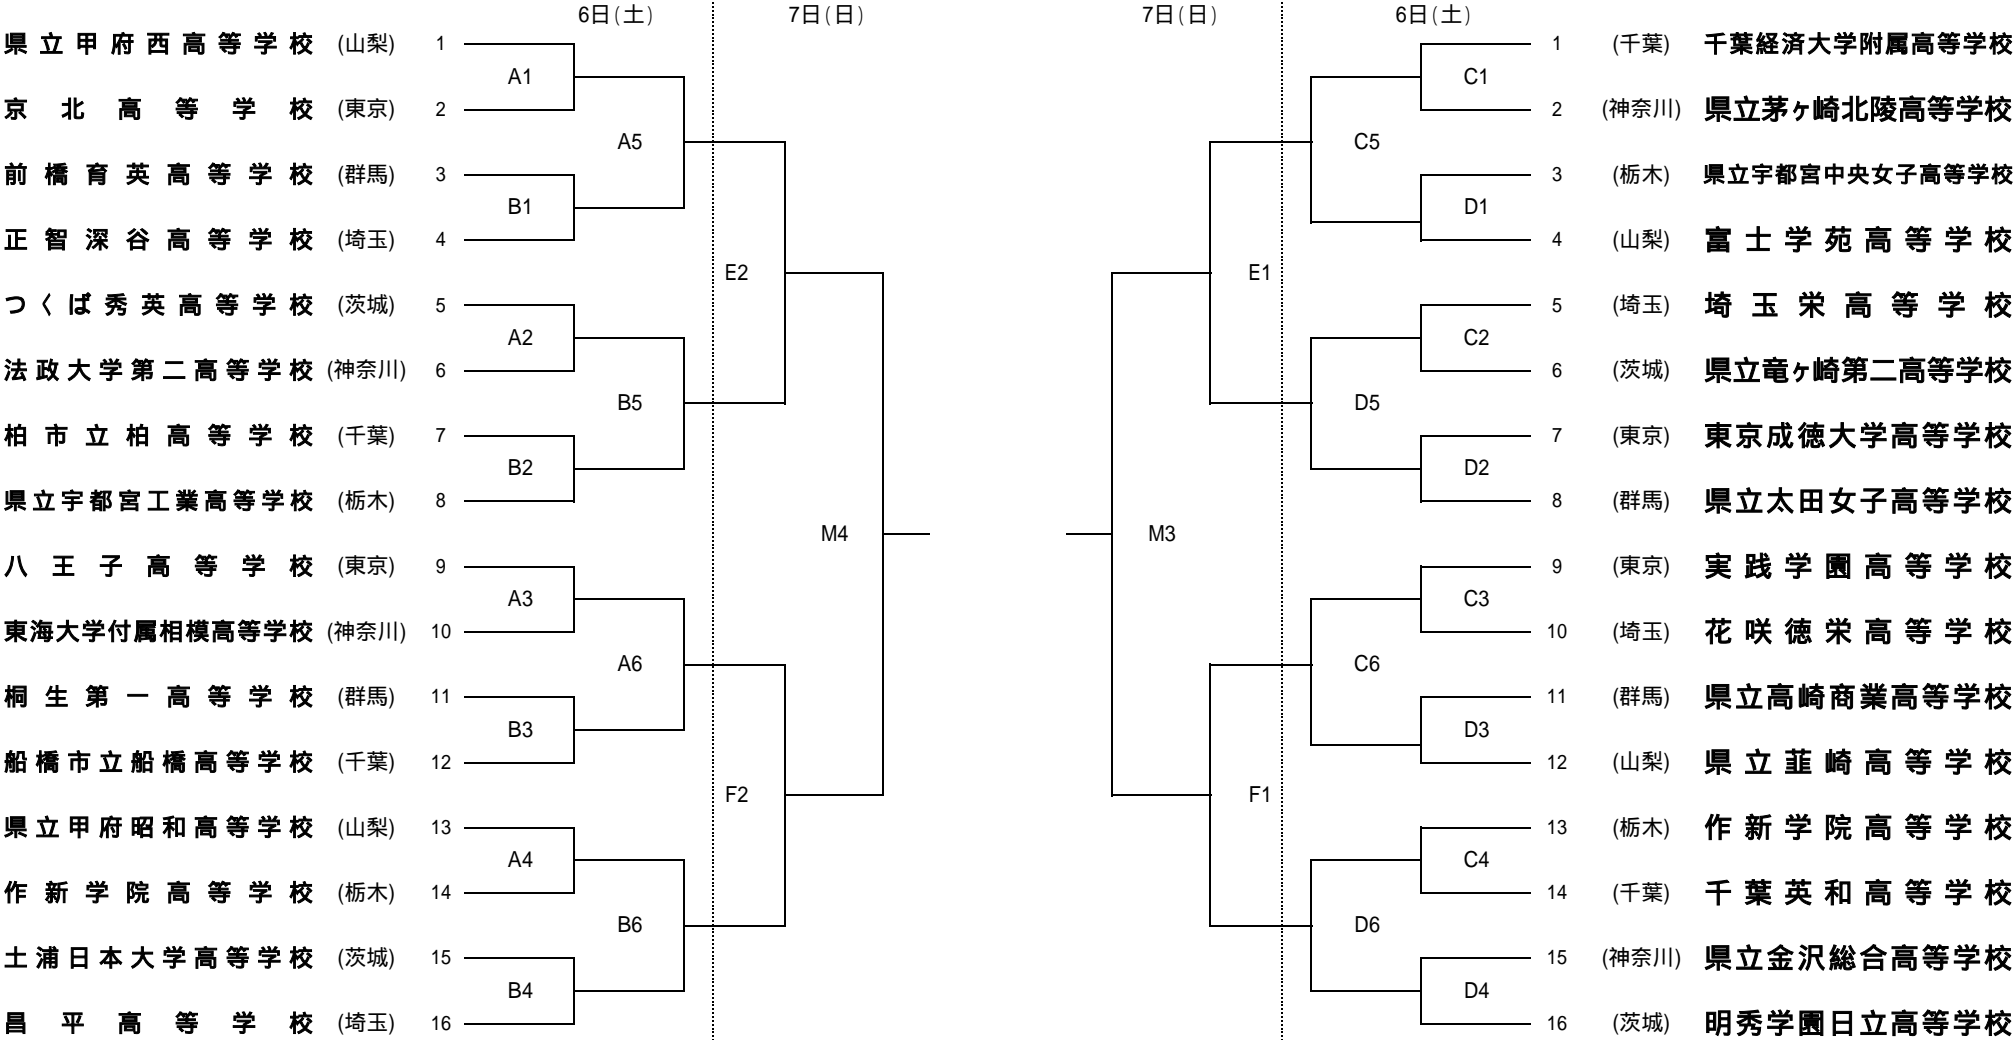 6日(土) 7日(日) 7日(日) 6日(土)
県立甲府西高等学校 (山梨) 1 1 (千葉) 千葉経済大学附属高等学校
A1 C1
京北高等学校 (東京) 2 2 (神奈川) 県立茅ヶ崎北陵高等学校
A5 C5
前橋育英高等学校 (群馬) 3 3 (栃木) 県立宇都宮中央女子高等学校
B1 D1
正智深谷高等学校 (埼玉) 4 4 (山梨) 富士学苑高等学校
E2 E1
つくば秀英高等学校 (茨城) 5 5 (埼玉) 埼玉栄高等学校
A2 C2
法政大学第二高等学校 (神奈川) 6 6 (茨城) 県立竜ヶ崎第二高等学校
B5 D5
柏市立柏高等学校 (千葉) 7 7 (東京) 東京成徳大学高等学校
B2 D2
県立宇都宮工業高等学校 (栃木) 8 8 (群馬) 県立太田女子高等学校
M4 M3
八王子高等学校 (東京) 9 9 (東京) 実践学園高等学校
A3 C3
東海大学付属相模高等学校 (神奈川) 10 10 (埼玉) 花咲徳栄高等学校
A6 C6
桐生第一高等学校 (群馬) 11 11 (群馬) 県立高崎商業高等学校
B3 D3
船橋市立船橋高等学校 (千葉) 12 12 (山梨) 県立韮崎高等学校
F2 F1
県立甲府昭和高等学校 (山梨) 13 13 (栃木) 作新学院高等学校
A4 C4
作新学院高等学校 (栃木) 14 14 (千葉) 千葉英和高等学校
B6 D6
土浦日本大学高等学校 (茨城) 15 15 (神奈川) 県立金沢総合高等学校
B4 D4
昌平高等学校 (埼玉) 16 16 (茨城) 明秀学園日立高等学校